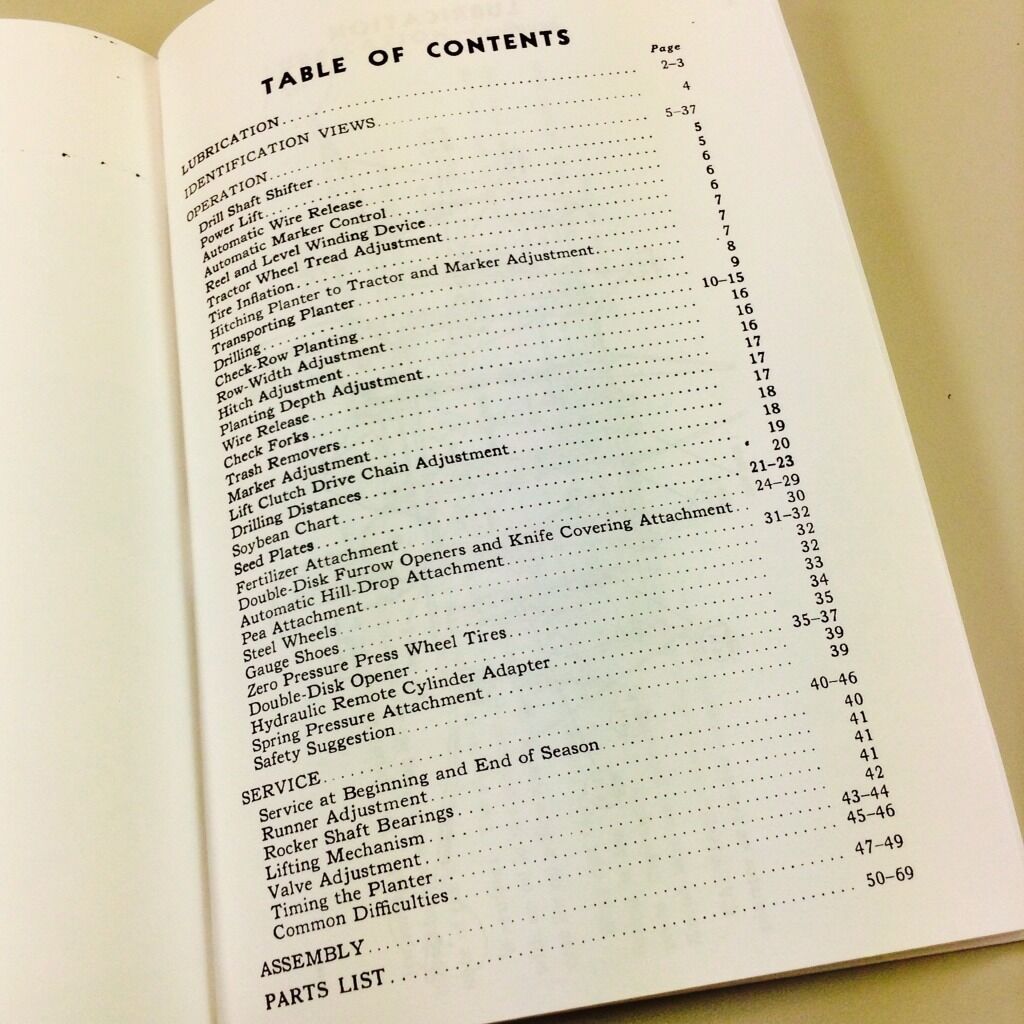 TABLE OF CONTENTS
Page
LUBRICATION 2–3
IDENTIFICATION VIEWS 4
OPERATION 5–37
Drill Shaft Shifter 5
Power Lift 5
Automatic Wire Release 6
Automatic Marker Control 6
Reel and Level Winding Device 6
Tractor Wheel Tread Adjustment 7
Tire Inflation 7
Hitching Planter to Tractor and Marker Adjustment 7
Transporting Planter 8
Drilling 9
Check-Row Planting 10–15
Row-Width Adjustment 16
Hitch Adjustment 16
Planting Depth Adjustment 16
Wire Release 17
Check Forks 17
Trash Removers 17
Marker Adjustment 18
Lift Clutch Drive Chain Adjustment 18
Drilling Distances 19
Soybean Chart 20
Seed Plates 21–23
Fertilizer Attachment 24–29
Double-Disk Furrow Openers and Knife Covering Attachment 30
Automatic Hill-Drop Attachment 31–32
Pea Attachment 32
Steel Wheels 32
Gauge Shoes 33
Zero Pressure Press Wheel Tires 34
Double-Disk Opener 35
Hydraulic Remote Cylinder Adapter 35–37
Spring Pressure Attachment 39
Safety Suggestion 39
SERVICE 40–46
Service at Beginning and End of Season 40
Runner Adjustment 41
Rocker Shaft Bearings 41
Lifting Mechanism 41
Valve Adjustment 42
Timing the Planter 43–44
Common Difficulties 45–46
ASSEMBLY 47–49
PARTS LIST 50–69